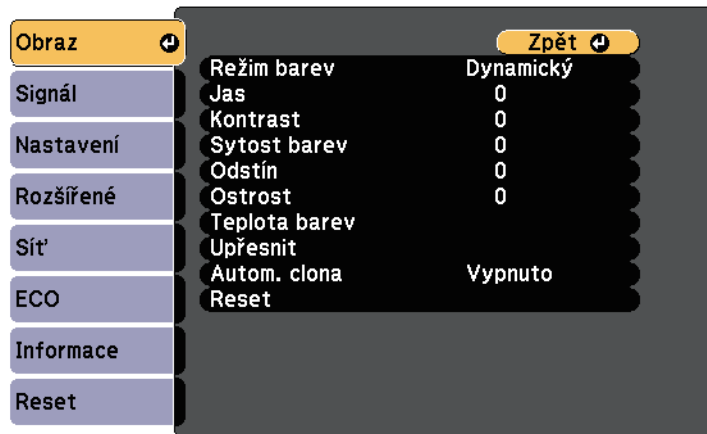 Obraz
Signál
Nastavení
Rozšířené
Síť
ECO
Informace
Reset
Zpět
Režim barev Dynamický
Jas 0
Kontrast 0
Sytost barev 0
Odstín 0
Ostrost 0
Teplota barev
Upřesnit
Autom. clona Vypnuto
Reset